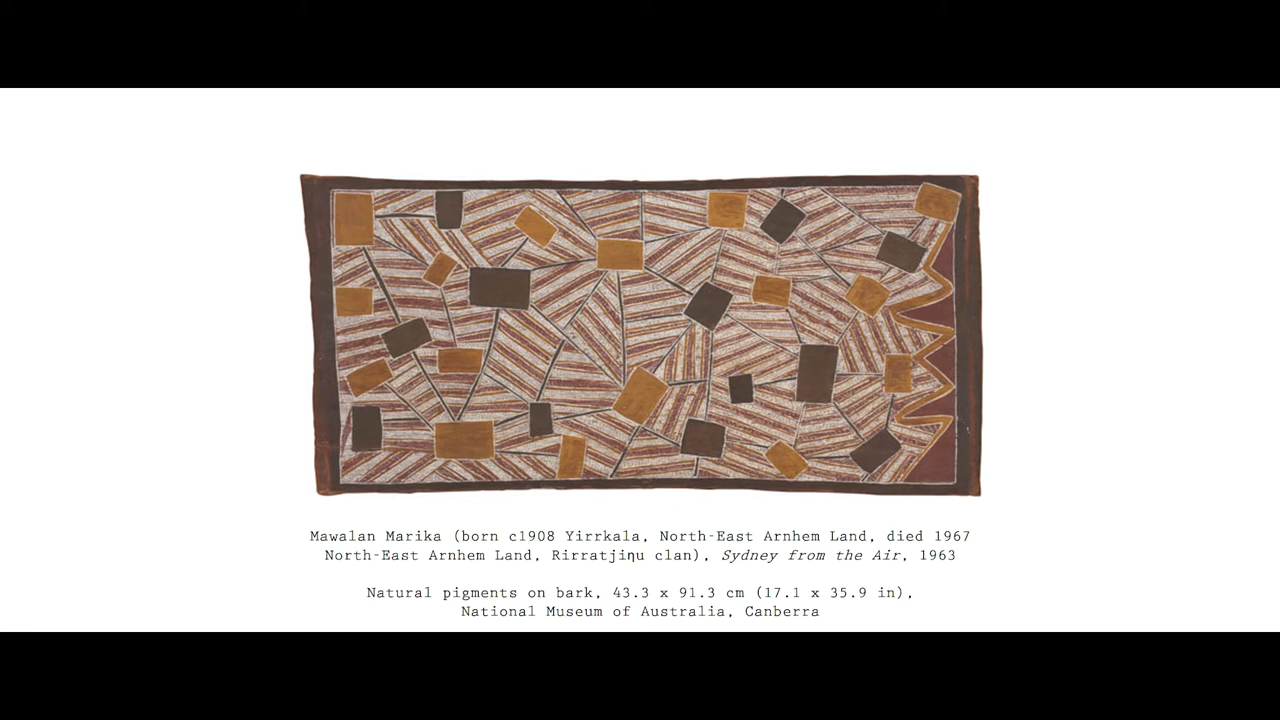 Mawalan Marika (born c1908 Yirrkala, North-East Arnhem Land, died 1967
North-East Arnhem Land, Rirratjiŋu clan), Sydney from the Air, 1963
Natural pigments on bark, 43.3 x 91.3 cm (17.1 x 35.9 in),
National Museum of Australia, Canberra